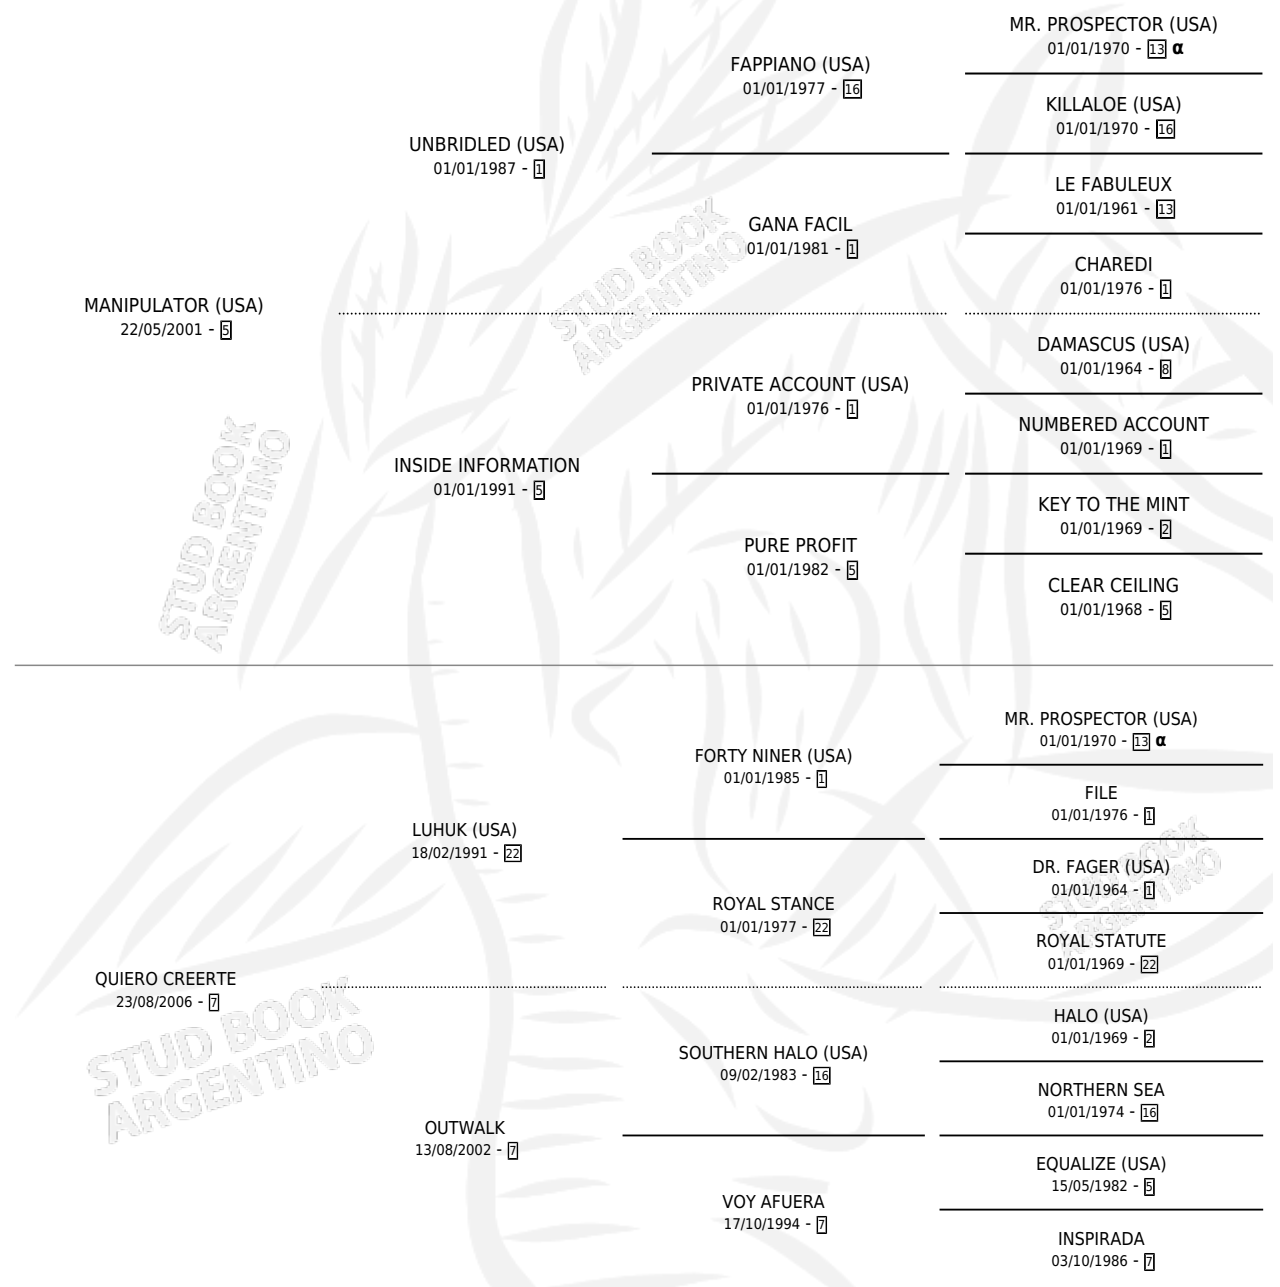 MR. PROSPECTOR (USA)
01/01/1970 - 13 α
FAPPIANO (USA)
01/01/1977 - 16
KILLALOE (USA)
01/01/1970 - 16
UNBRIDLED (USA)
01/01/1987 - 1
LE FABULEUX
01/01/1961 - 13
GANA FACIL
01/01/1981 - 1
CHAREDI
01/01/1976 - 1
MANIPULATOR (USA)
22/05/2001 - 5
DAMASCUS (USA)
01/01/1964 - 8
PRIVATE ACCOUNT (USA)
01/01/1976 - 1
NUMBERED ACCOUNT
01/01/1969 - 1
INSIDE INFORMATION
01/01/1991 - 5
KEY TO THE MINT
01/01/1969 - 2
PURE PROFIT
01/01/1982 - 5
CLEAR CEILING
01/01/1968 - 5
MR. PROSPECTOR (USA)
01/01/1970 - 13 α
FORTY NINER (USA)
01/01/1985 - 1
FILE
01/01/1976 - 1
LUHUK (USA)
18/02/1991 - 22
DR. FAGER (USA)
01/01/1964 - 1
ROYAL STANCE
01/01/1977 - 22
ROYAL STATUTE
01/01/1969 - 22
QUIERO CREERTE
23/08/2006 - 7
HALO (USA)
01/01/1969 - 2
SOUTHERN HALO (USA)
09/02/1983 - 16
NORTHERN SEA
01/01/1974 - 16
OUTWALK
13/08/2002 - 7
EQUALIZE (USA)
15/05/1982 - 5
VOY AFUERA
17/10/1994 - 7
INSPIRADA
03/10/1986 - 7
STUD BOOK
ARGENTINO
STUD BOOK
ARGENTINO
STUD BOOK
ARGENTINO
STUD BOOK
ARGENTINO